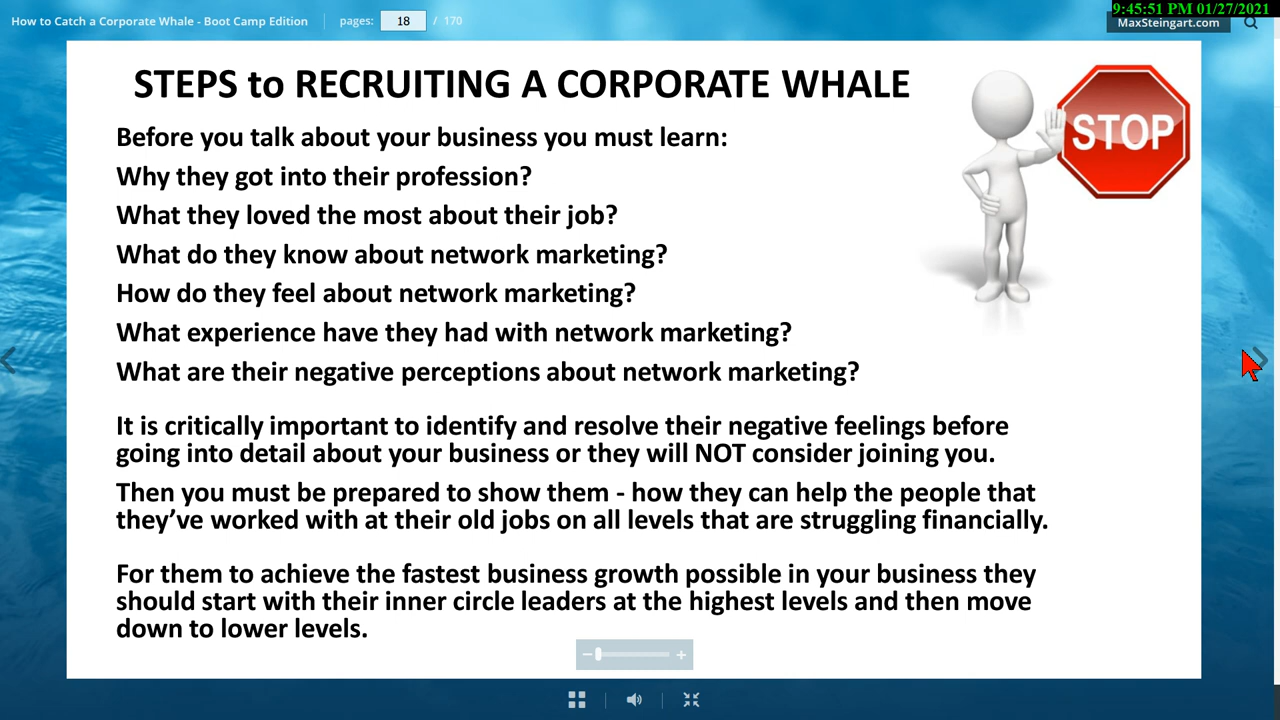 9:45:51 PM 01/27/2021
How to Catch a Corporate Whale - Boot Camp Edition pages: 18 / 170 MaxSteingart.com
STEPS to RECRUITING A CORPORATE WHALE
STOP
Before you talk about your business you must learn:
Why they got into their profession?
What they loved the most about their job?
What do they know about network marketing?
How do they feel about network marketing?
What experience have they had with network marketing?
What are their negative perceptions about network marketing?
It is critically important to identify and resolve their negative feelings before
going into detail about your business or they will NOT consider joining you.
Then you must be prepared to show them - how they can help the people that
they’ve worked with at their old jobs on all levels that are struggling financially.
For them to achieve the fastest business growth possible in your business they
should start with their inner circle leaders at the highest levels and then move
down to lower levels.